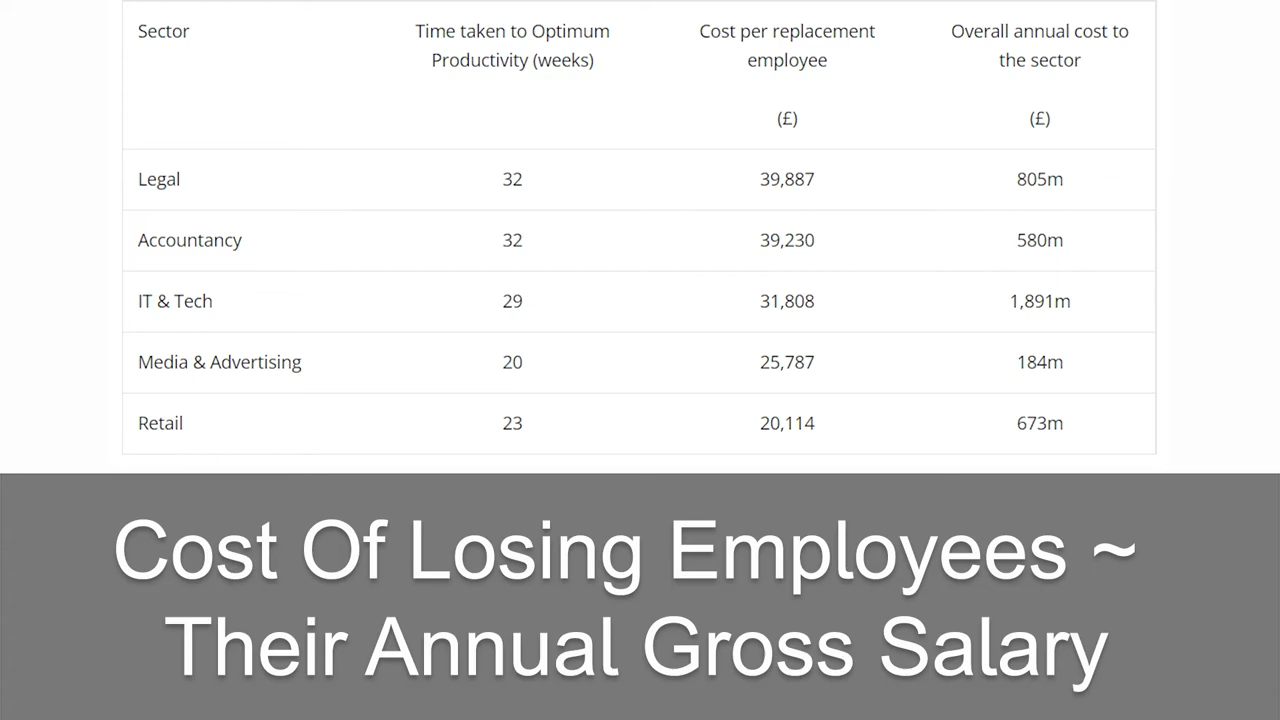 Sector Time taken to Optimum Productivity (weeks) Cost per replacement employee (£) Overall annual cost to the sector (£)
Legal 32 39,887 805m
Accountancy 32 39,230 580m
IT & Tech 29 31,808 1,891m
Media & Advertising 20 25,787 184m
Retail 23 20,114 673m
Cost Of Losing Employees ~
Their Annual Gross Salary